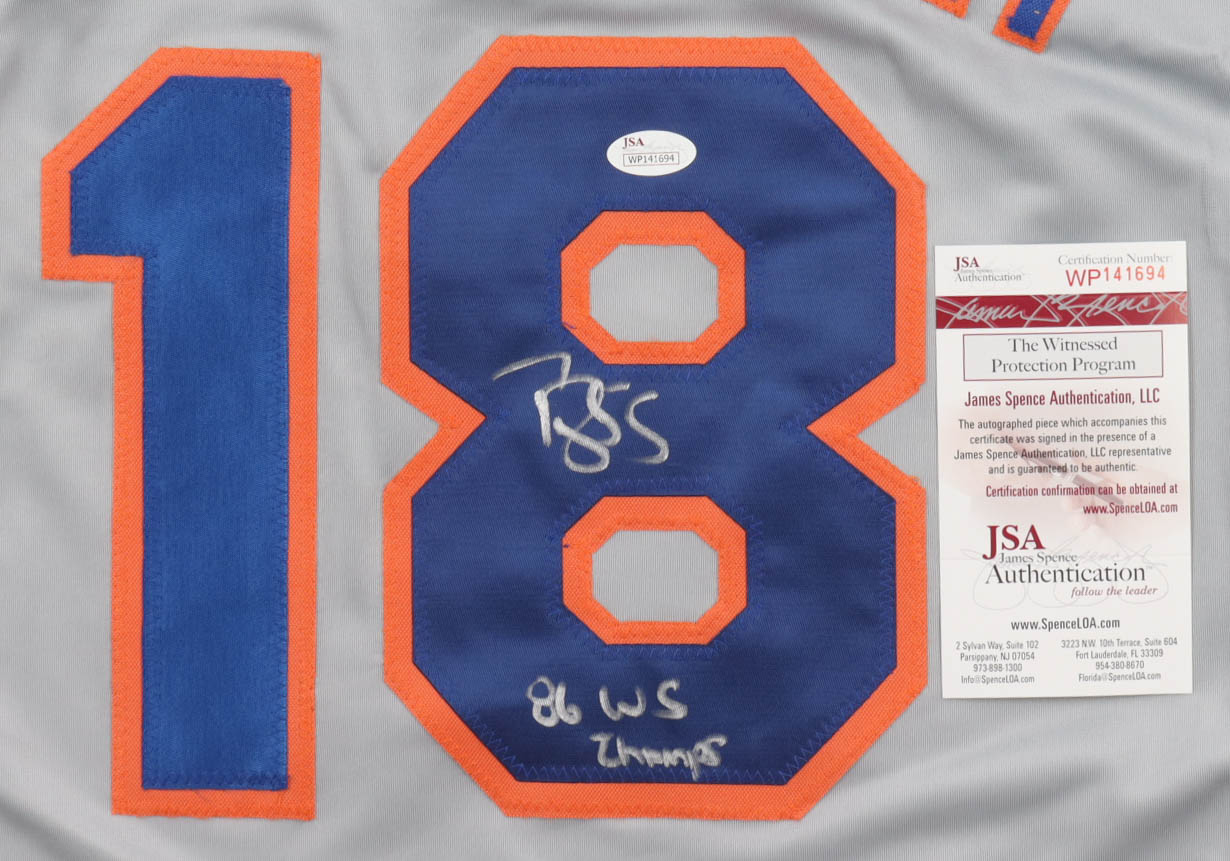 18
JSA
WP141694
86 WS
Champs
JSA
James Spence
Authentication
Certification Number
WP141694
The Witnessed
Protection Program
James Spence Authentication, LLC
The autographed piece which accompanies this
certificate was signed in the presence of a
James Spence Authentication, LLC representative
and is guaranteed to be authentic.
Certification confirmation can be obtained at
www.SpenceLOA.com
JSA
James Spence
Authentication™
follow the leader
www.SpenceLOA.com
2 Sylvan Way, Suite 102
Parsippany, NJ 07054
973-898-1300
Info@SpenceLOA.com
3223 NW 10th Terrace, Suite 604
Fort Lauderdale, FL 33309
954-380-8670
Florida@SpenceLOA.com